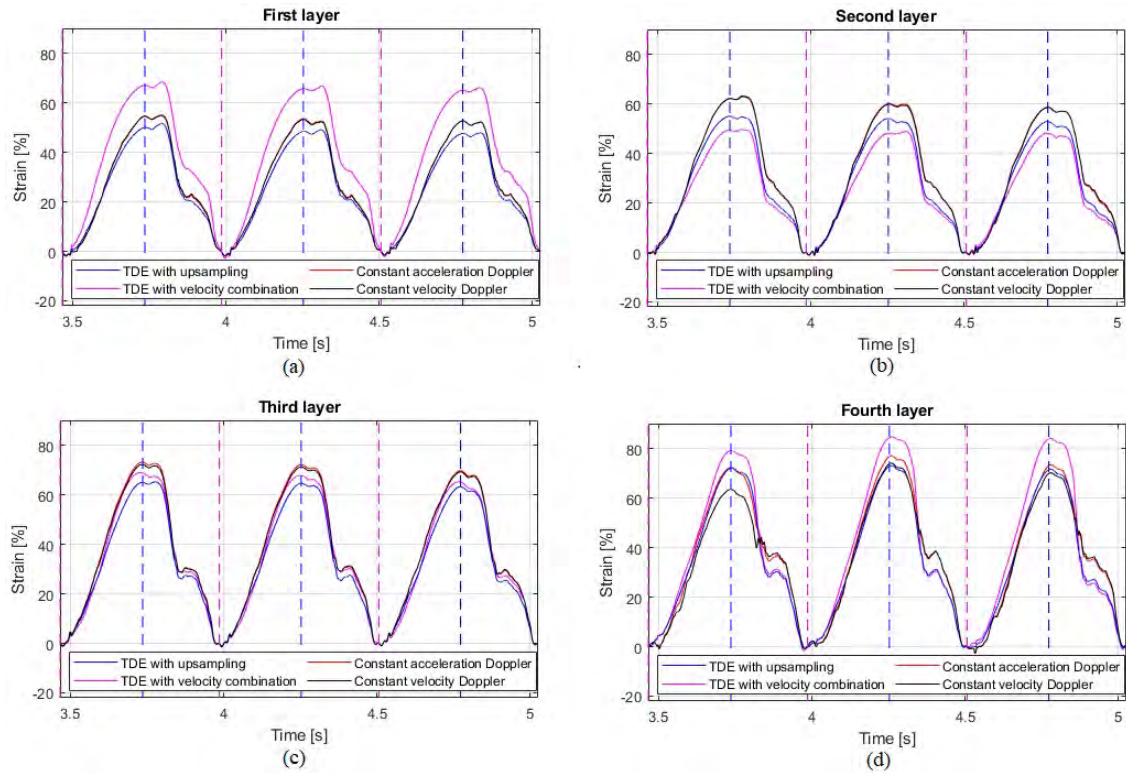 First layer
Strain [%]
80
60
40
20
0
-20
TDE with upsampling
Constant acceleration Doppler
TDE with velocity combination
Constant velocity Doppler
3.5
4
4.5
5
Time [s]
(a)
Second layer
Strain [%]
80
60
40
20
0
-20
TDE with upsampling
Constant acceleration Doppler
TDE with velocity combination
Constant velocity Doppler
3.5
4
4.5
5
Time [s]
(b)
Third layer
Strain [%]
80
60
40
20
0
-20
TDE with upsampling
Constant acceleration Doppler
TDE with velocity combination
Constant velocity Doppler
3.5
4
4.5
5
Time [s]
(c)
Fourth layer
Strain [%]
80
60
40
20
0
-20
TDE with upsampling
Constant acceleration Doppler
TDE with velocity combination
Constant velocity Doppler
3.5
4
4.5
5
Time [s]
(d)